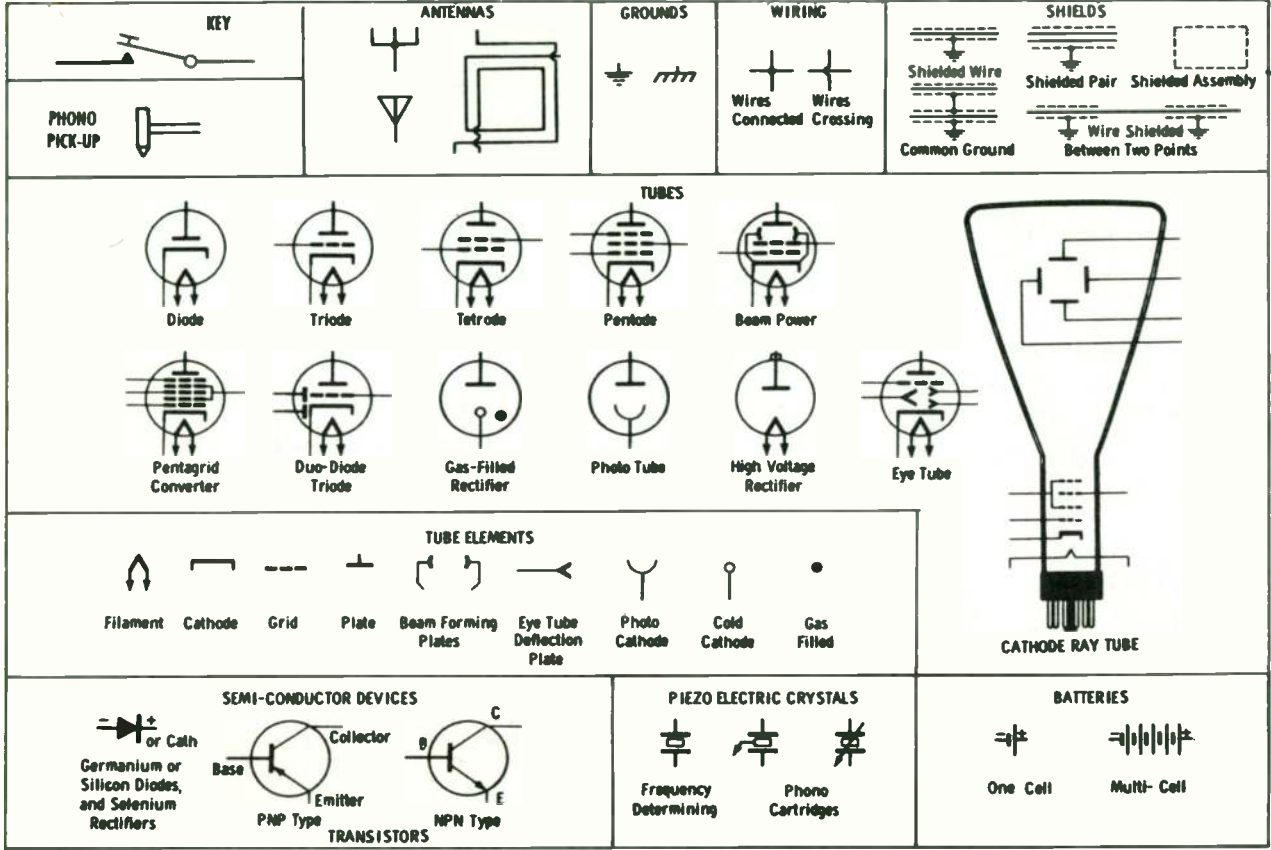 KEY
PHONO
PICK-UP
ANTENNAS
GROUNDS
WIRING
Wires
Connected
Wires
Crossing
SHIELDS
Shielded Wire
Shielded Pair
Shielded Assembly
Common Ground
Wire Shielded
Between Two Points
TUBES
Diode
Triode
Tetrode
Pentode
Beam Power
Pentagrid
Converter
Duo-Diode
Triode
Gas-Filled
Rectifier
Photo Tube
High Voltage
Rectifier
Eye Tube
CATHODE RAY TUBE
TUBE ELEMENTS
Filament
Cathode
Grid
Plate
Beam Forming
Plates
Eye Tube
Deflection
Plate
Photo
Cathode
Cold
Cathode
Gas
Filled
SEMI-CONDUCTOR DEVICES
- +
or Cath
Germanium or
Silicon Diodes,
and Selenium
Rectifiers
Collector
Base
Emitter
PNP Type
C
B
E
NPN Type
TRANSISTORS
PIEZO ELECTRIC CRYSTALS
Frequency
Determining
Phono
Cartridges
BATTERIES
- +
One Cell
- +
Multi- Cell